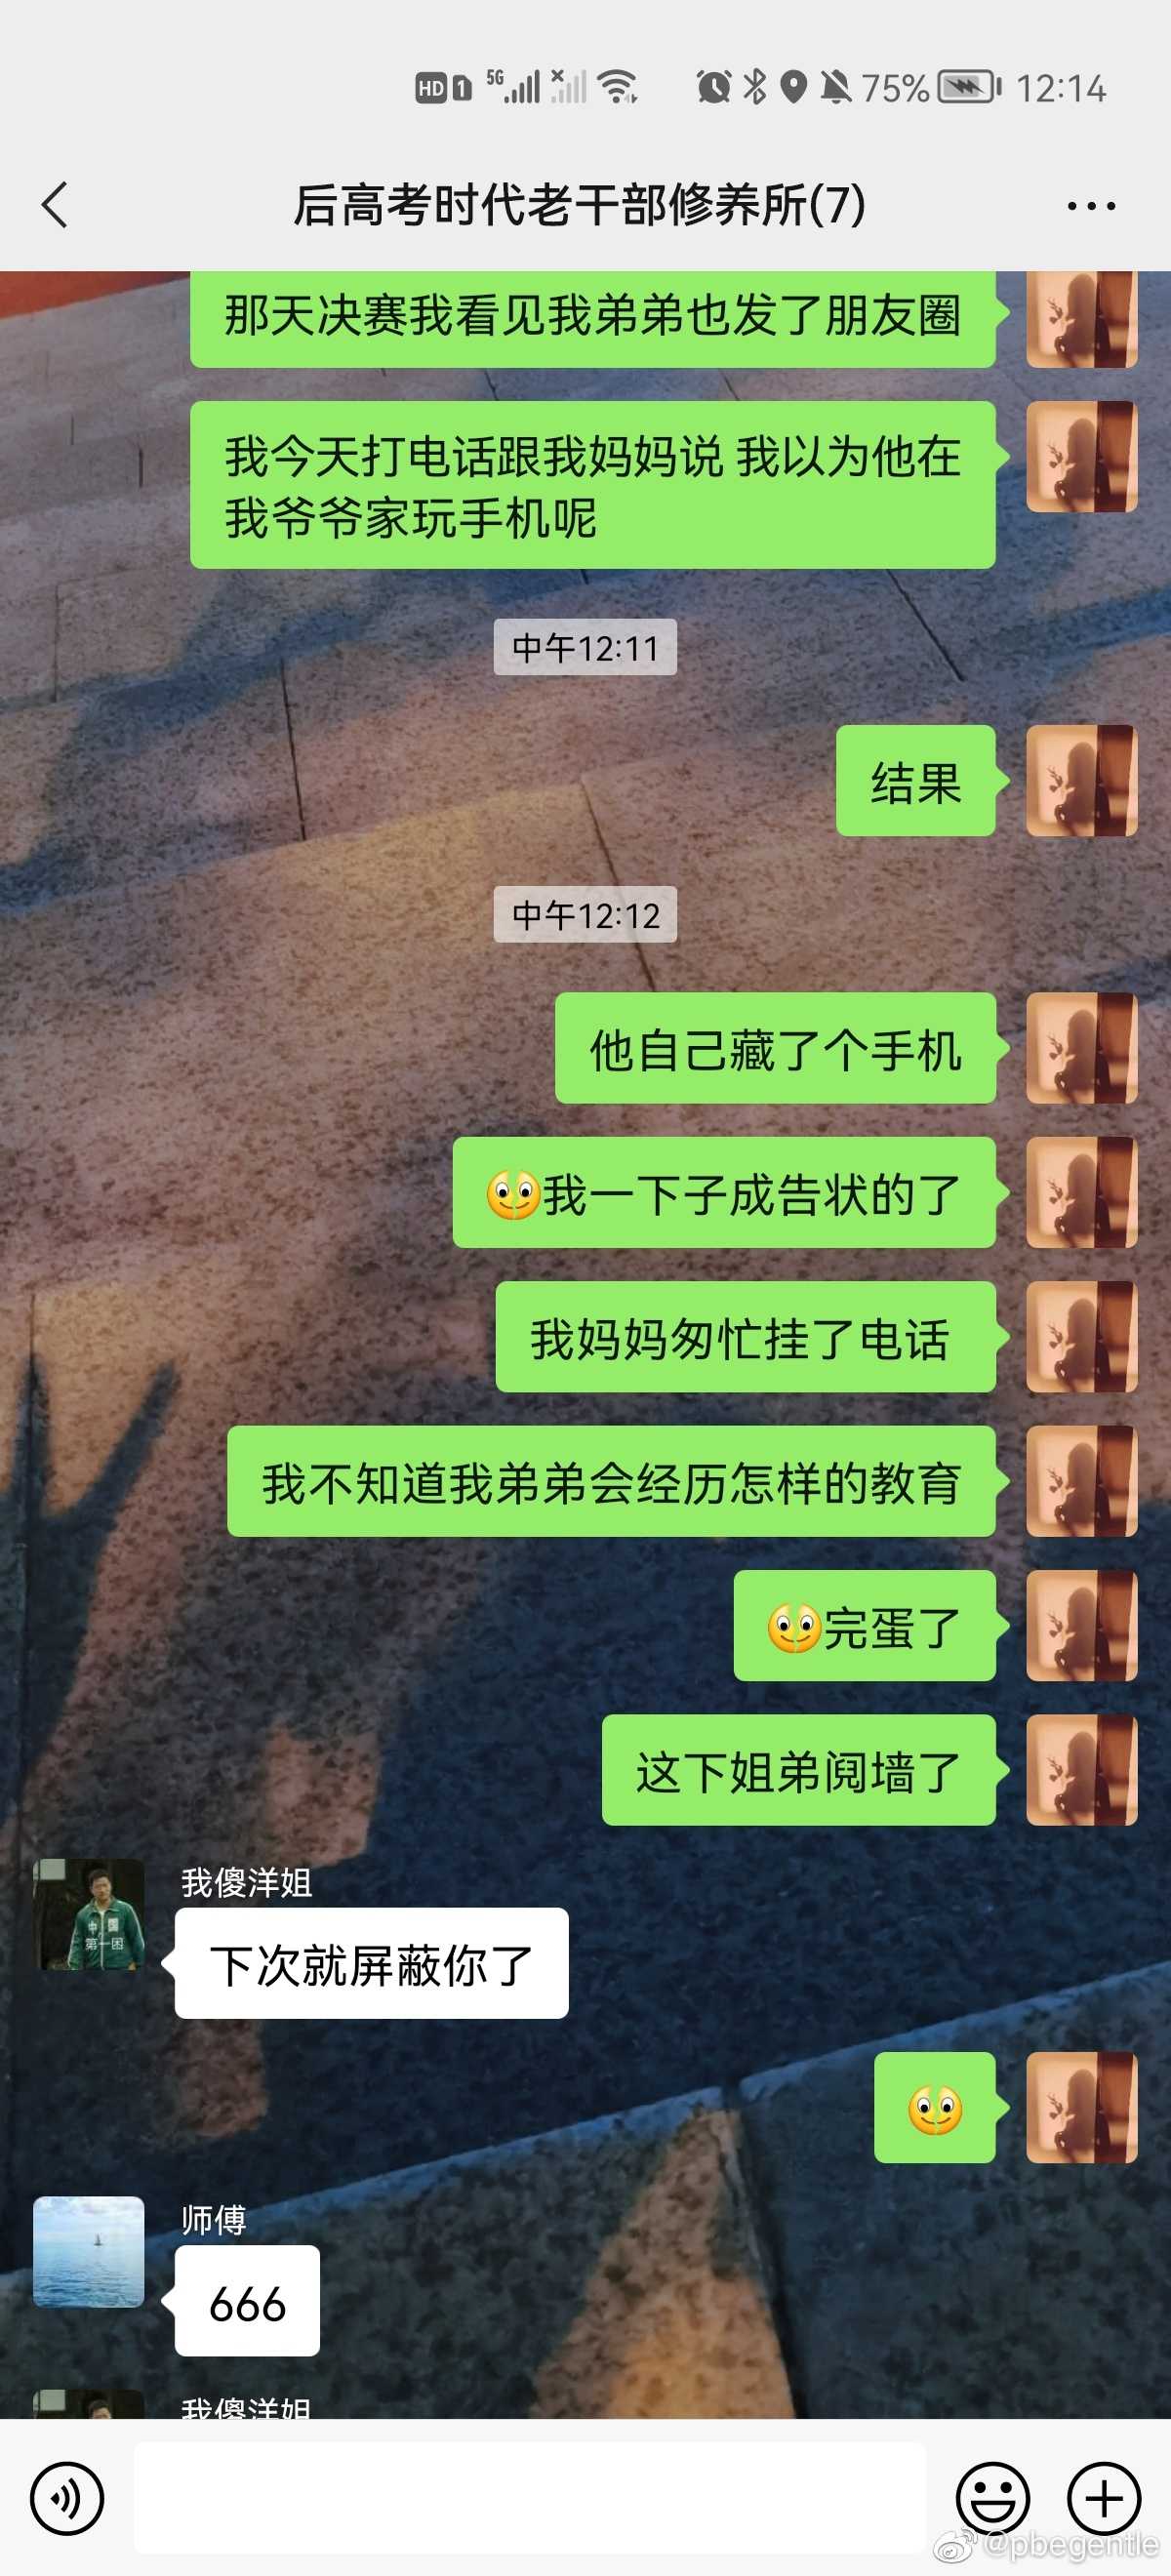 HD 1 5G 75% 12:14
后高考时代老干部修养所(7)
那天决赛我看见我弟弟也发了朋友圈
我今天打电话跟我妈妈说 我以为他在
我爷爷家玩手机呢
中午12:11
结果
中午12:12
他自己藏了个手机
🫠我一下子成告状的了
我妈妈匆忙挂了电话
我不知道我弟弟会经历怎样的教育
🫠完蛋了
这下姐弟阋墙了
我傻洋姐
中国
第一困
下次就屏蔽你了
师傅
666
我傻洋姐
@pbegentle